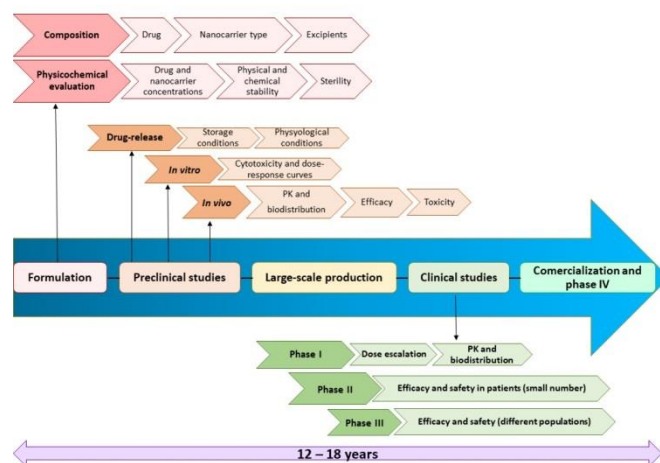 Composition
Drug
Nanocarrier type
Excipients
Physicochemical
evaluation
Drug and
nanocarrier
concentrations
Physical and
chemical
stability
Sterility
Drug-release
Storage
conditions
Physyological
conditions
In vitro
Cytotoxicity and dose-
response curves
In vivo
PK and
biodistribution
Efficacy
Toxicity
Formulation
Preclinical studies
Large-scale production
Clinical studies
Comercialization and
phase IV
Phase I
Dose escalation
PK and
biodistribution
Phase II
Efficacy and safety in patients (small number)
Phase III
Efficacy and safety (different populations)
12 – 18 years